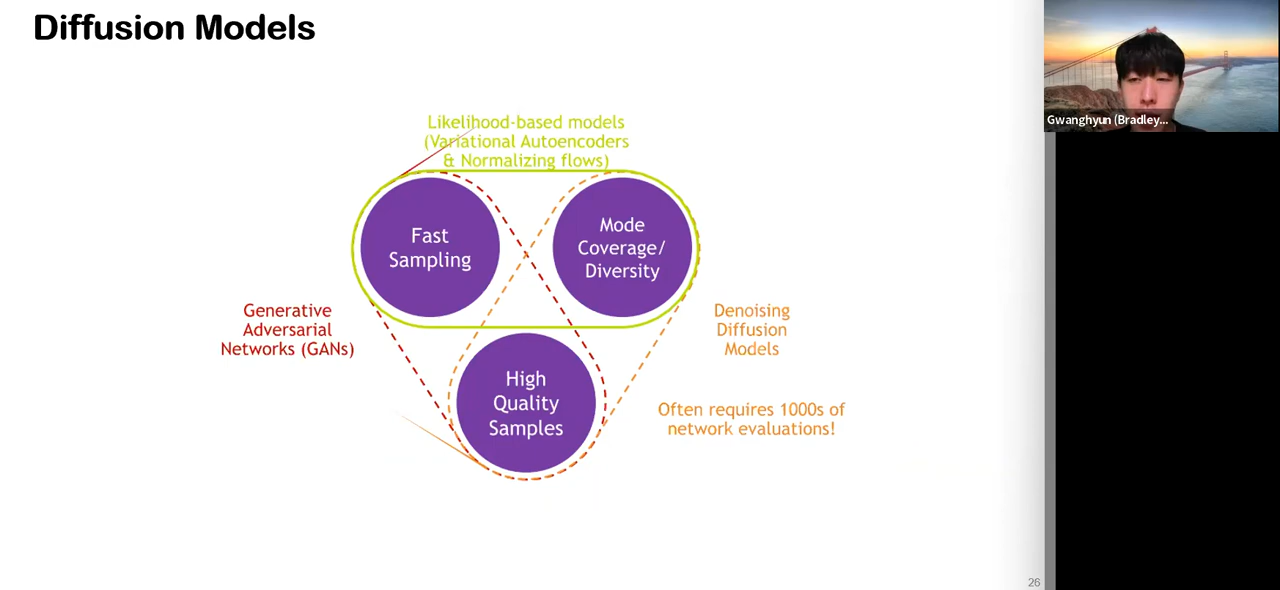 Diffusion Models
Gwanghyun (Bradley...
Likelihood-based models
(Variational Autoencoders
& Normalizing flows)
Fast
Sampling
Mode
Coverage/
Diversity
Generative
Adversarial
Networks (GANs)
Denoising
Diffusion
Models
High
Quality
Samples
Often requires 1000s of
network evaluations!
26